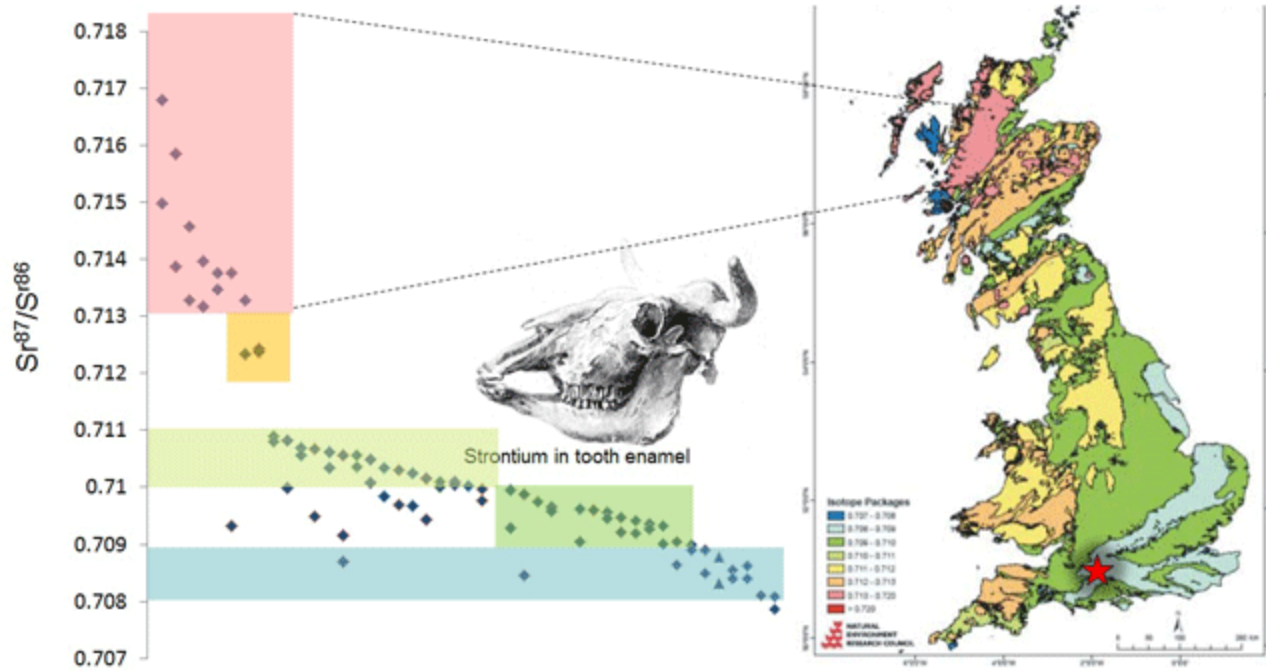 0.718
0.717
0.716
0.715
0.714
0.713
0.712
0.711
0.71
0.709
0.708
0.707
Sr87/Sr86
Strontium in tooth enamel
Isotope Packages
0.707 - 0.708
0.708 - 0.709
0.709 - 0.710
0.710 - 0.711
0.711 - 0.712
0.712 - 0.713
0.713 - 0.720
> 0.720
NATURAL
ENVIRONMENT
RESEARCH COUNCIL
N